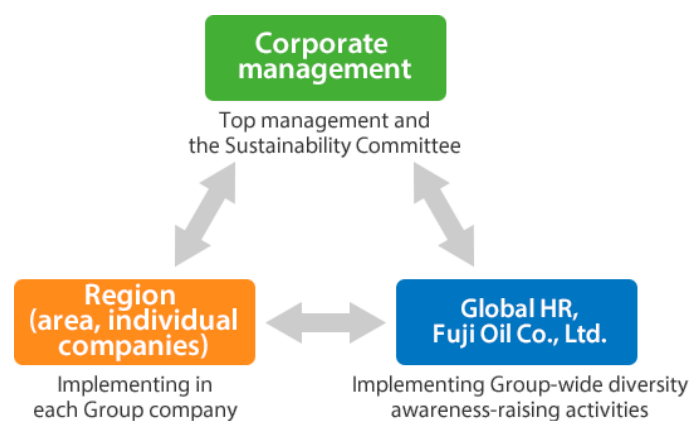 Corporate
management
Top management and
the Sustainability Committee
Region
(area, individual
companies)
Implementing in
each Group company
Global HR,
Fuji Oil Co., Ltd.
Implementing Group-wide diversity
awareness-raising activities